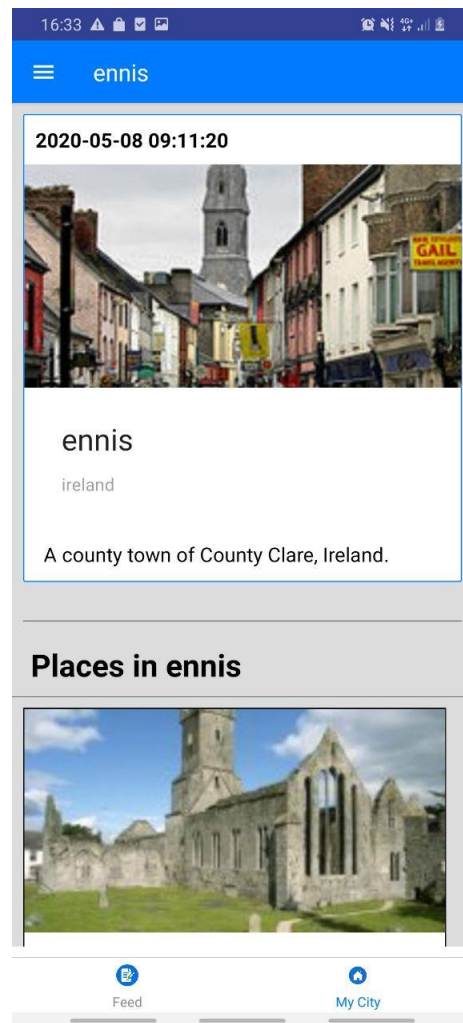 16:33
4G+
ennis
2020-05-08 09:11:20
GAIL
ennis
ireland
A county town of County Clare, Ireland.
Places in ennis
Feed
My City